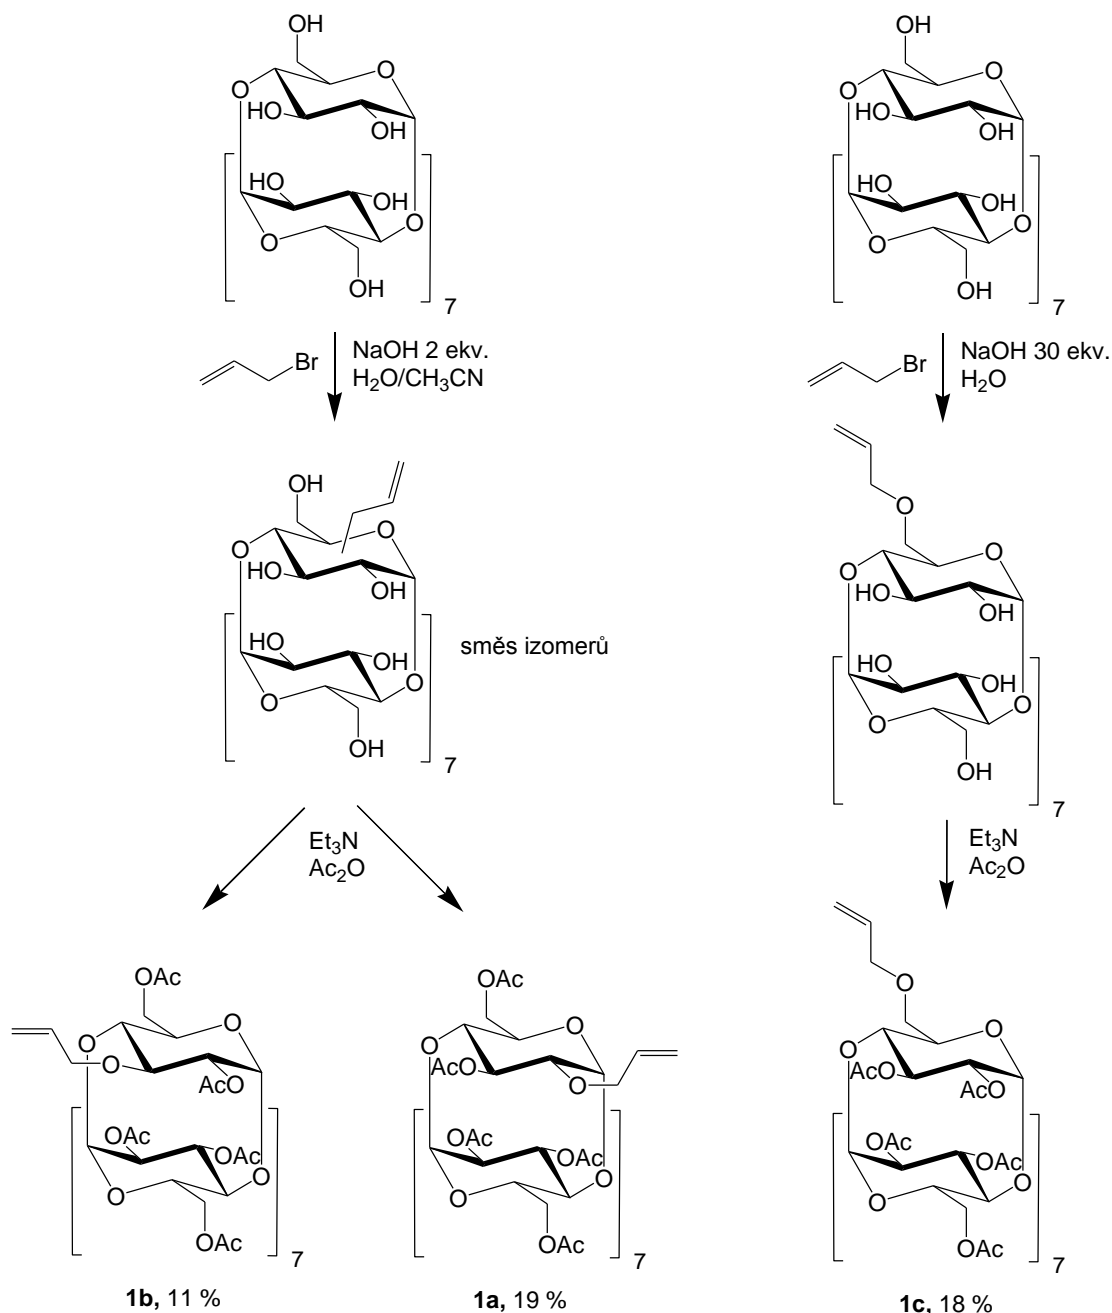 OH
OH
O
O
O
O
HO
OH
HO
OH
HO
OH
HO
OH
HO
OH
O
O
O
O
OH
OH
7
7
Br
NaOH 2 ekv.
H₂O/CH₃CN
Br
NaOH 30 ekv.
H₂O
OH
O
O
O
HO
OH
O
O
HO
OH
HO
OH
směs izomerů
HO
OH
O
O
O
O
OH
OH
7
7
Et₃N
Ac₂O
Et₃N
Ac₂O
OAc
OAc
O
O
O
O
O
O
O
O
AcO
AcO
O
AcO
AcO
OAc
OAc
OAc
OAc
OAc
OAc
O
O
O
O
O
O
OAc
OAc
OAc
7
7
7
1b, 11 %
1a, 19 %
1c, 18 %